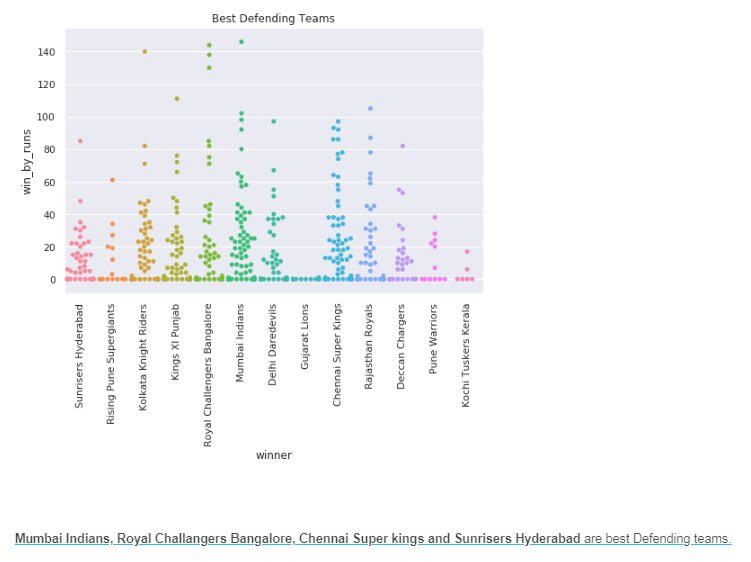 Best Defending Teams
win_by_runs
140
120
100
80
60
40
20
0
Sunrisers Hyderabad
Rising Pune Supergiants
Kolkata Knight Riders
Kings XI Punjab
Royal Challengers Bangalore
Mumbai Indians
Delhi Daredevils
Gujarat Lions
Chennai Super Kings
Rajasthan Royals
Deccan Chargers
Pune Warriors
Kochi Tuskers Kerala
winner
Mumbai Indians, Royal Challangers Bangalore, Chennai Super kings and Sunrisers Hyderabad are best Defending teams.